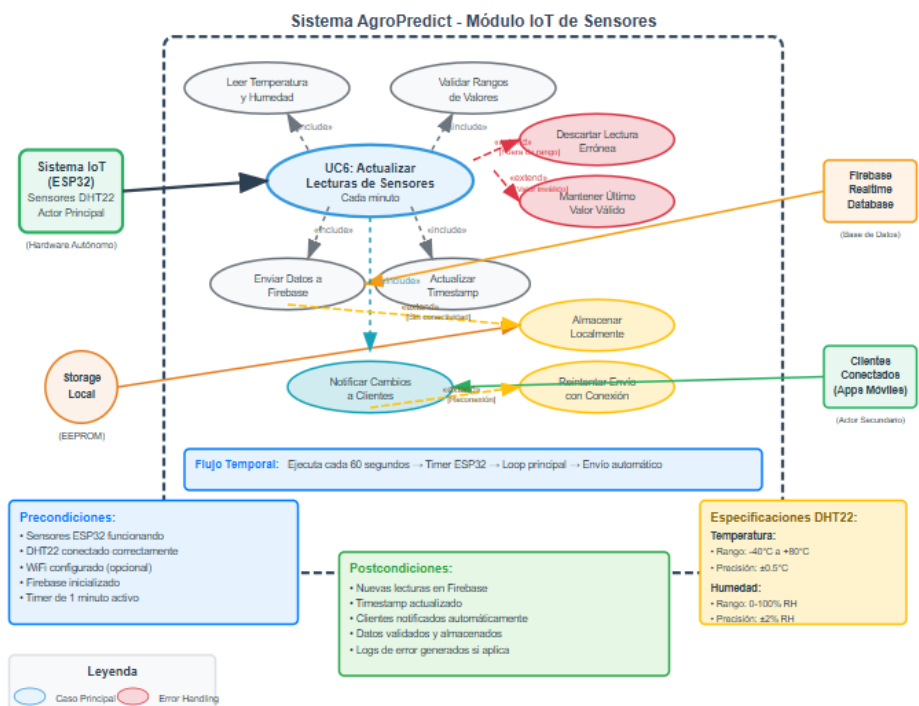 Sistema AgroPredict - Módulo IoT de Sensores
Leer Temperatura
y Humedad
Validar Rangos
de Valores
«include»
«include»
Descartar Lectura
Errónea
«extend»
[Fuera de rango]
Sistema IoT
(ESP32)
Sensores DHT22
Actor Principal
(Hardware Autónomo)
UC6: Actualizar
Lecturas de Sensores
Cada minuto
«extend»
[Valor inválido]
Mantener Último
Valor Válido
Firebase
Realtime
Database
(Base de Datos)
«include»
«include»
Enviar Datos a
Firebase
«include»
Actualizar
Timestamp
«extend»
[Sin conectividad]
Almacenar
Localmente
Storage
Local
(EEPROM)
Notificar Cambios
a Clientes
«extend»
[Reconexión]
Reintentar Envío
con Conexión
Clientes
Conectados
(Apps Móviles)
(Actor Secundario)
Flujo Temporal: Ejecuta cada 60 segundos → Timer ESP32 → Loop principal → Envío automático
Precondiciones:
• Sensores ESP32 funcionando
• DHT22 conectado correctamente
• WiFi configurado (opcional)
• Firebase inicializado
• Timer de 1 minuto activo
Postcondiciones:
• Nuevas lecturas en Firebase
• Timestamp actualizado
• Clientes notificados automáticamente
• Datos validados y almacenados
• Logs de error generados si aplica
Especificaciones DHT22:
Temperatura:
• Rango: -40°C a +80°C
• Precisión: ±0.5°C
Humedad:
• Rango: 0-100% RH
• Precisión: ±2% RH
Leyenda
Caso Principal
Error Handling